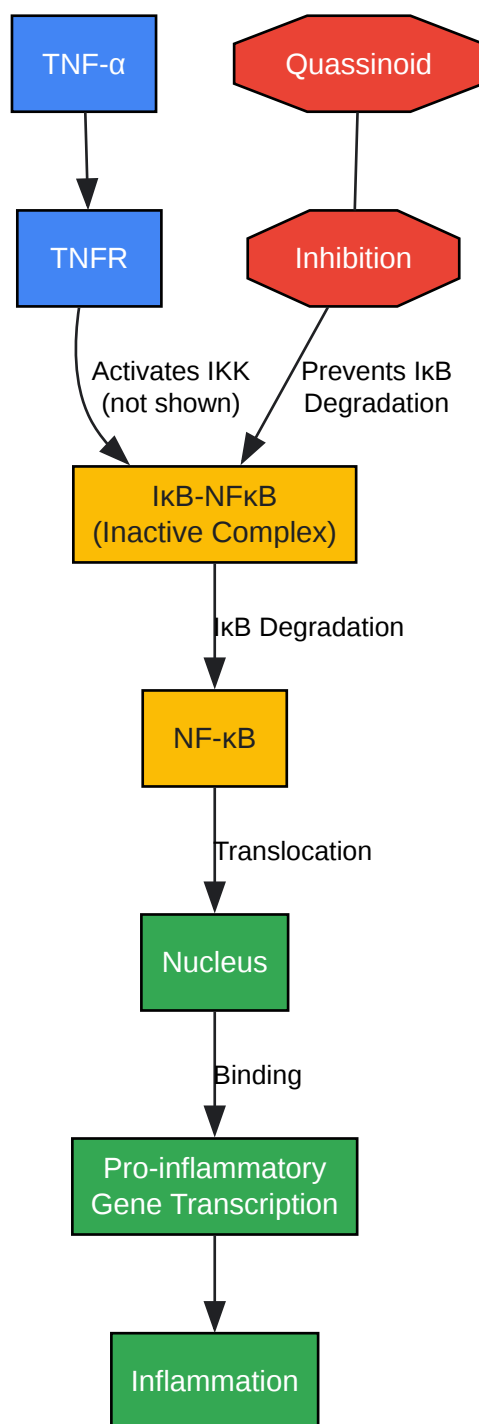 TNF-α
Quassinoid
TNFR
Inhibition
Activates IKK
(not shown)
Prevents IκB
Degradation
IκB-NFκB
(Inactive Complex)
IκB Degradation
NF-κB
Translocation
Nucleus
Binding
Pro-inflammatory
Gene Transcription
Inflammation